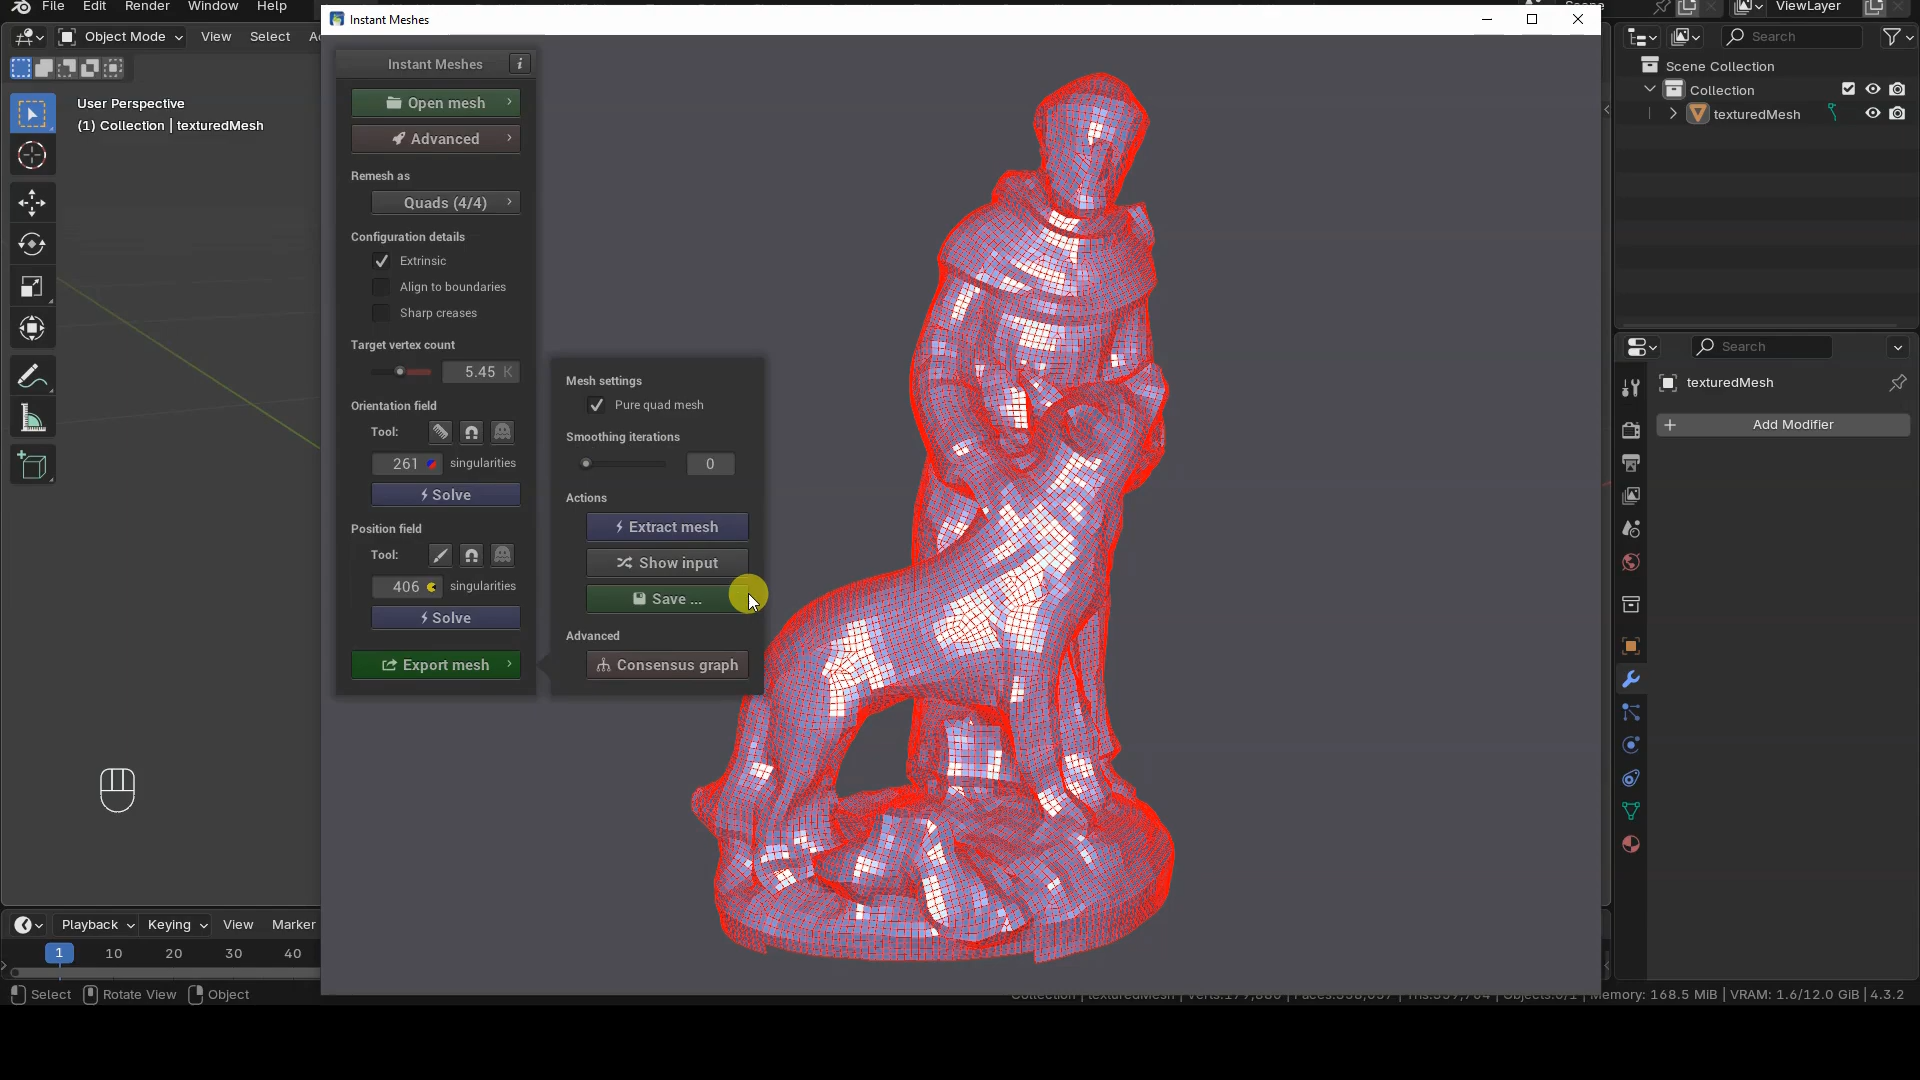 File Edit Render Window Help
Instant Meshes
ViewLayer
Object Mode View Select
User Perspective
(1) Collection | texturedMesh
Instant Meshes
Open mesh
Advanced
Remesh as
Quads (4/4)
Configuration details
Extrinsic
Align to boundaries
Sharp creases
Target vertex count
5.45 K
Orientation field
Tool:
261 singularities
Solve
Position field
Tool:
406 singularities
Solve
Export mesh
Mesh settings
Pure quad mesh
Smoothing iterations
0
Actions
Extract mesh
Show input
Save ...
Advanced
Consensus graph
Search
Scene Collection
Collection
texturedMesh
Search
texturedMesh
Add Modifier
Playback Keying View Marker
1 10 20 30 40
Select Rotate View Object
Memory: 168.5 MiB | VRAM: 1.6/12.0 GiB | 4.3.2